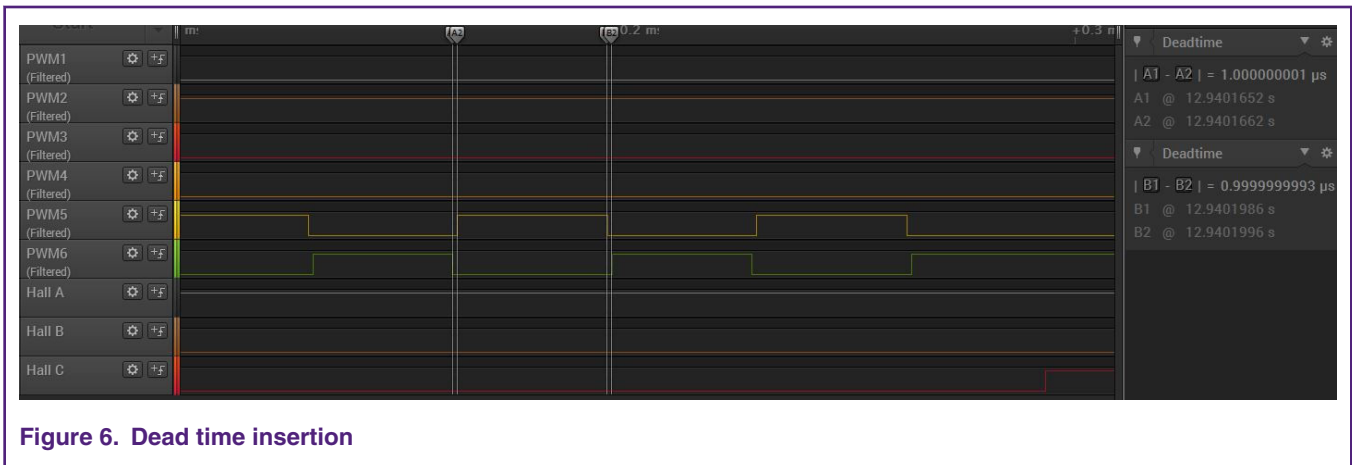 m:
A2
B2
0.2 m:
+0.3 m
PWM1
(Filtered)
PWM2
(Filtered)
PWM3
(Filtered)
PWM4
(Filtered)
PWM5
(Filtered)
PWM6
(Filtered)
Hall A
Hall B
Hall C
Deadtime
| A1 - A2 | = 1.000000001 µs
A1 @ 12.9401652 s
A2 @ 12.9401662 s
Deadtime
| B1 - B2 | = 0.9999999993 µs
B1 @ 12.9401986 s
B2 @ 12.9401996 s
Figure 6. Dead time insertion